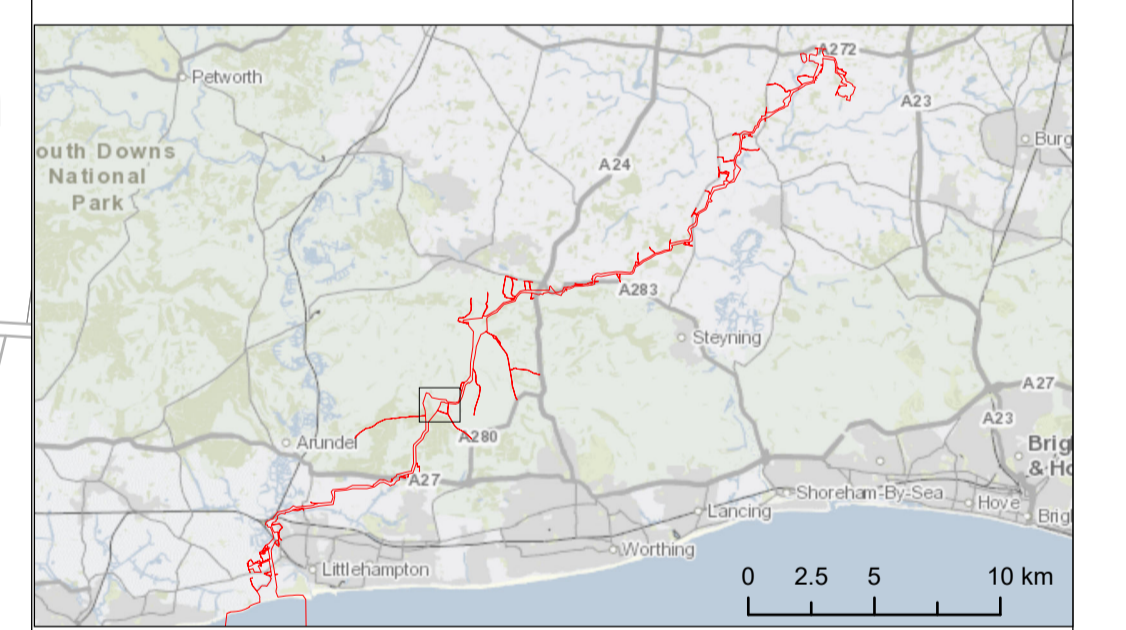 A272
Petworth
A23
Burg
outh Downs
National
Park
A24
A283
Steyning
A27
A23
Arundel
A280
Brig
& Ho
A27
Shoreham-By-Sea
Hove
Lancing
Brigl
Worthing
Littlehampton
0 2.5 5 10 km